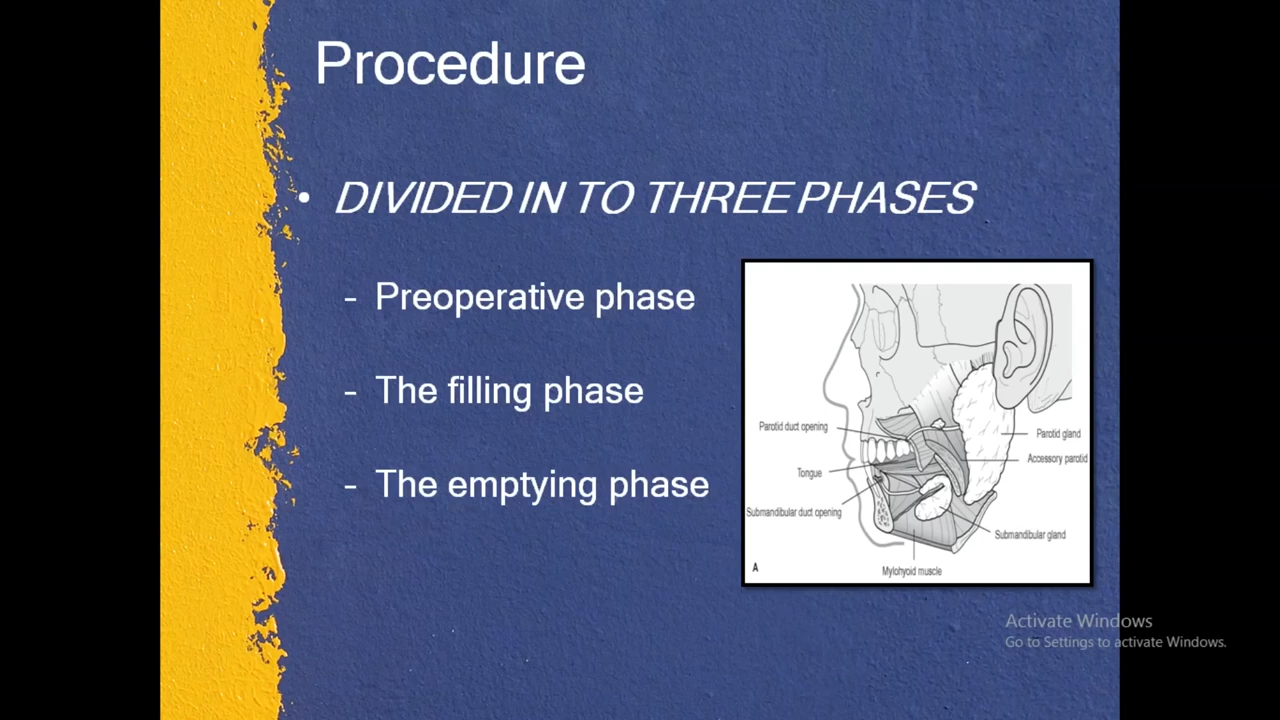 Procedure
• DIVIDED IN TO THREE PHASES
– Preoperative phase
– The filling phase
– The emptying phase
Parotid duct opening
Parotid gland
Accessory parotid
Tongue
Submandibular duct opening
Submandibular gland
Mylohyoid muscle
A
Activate Windows
Go to Settings to activate Windows.